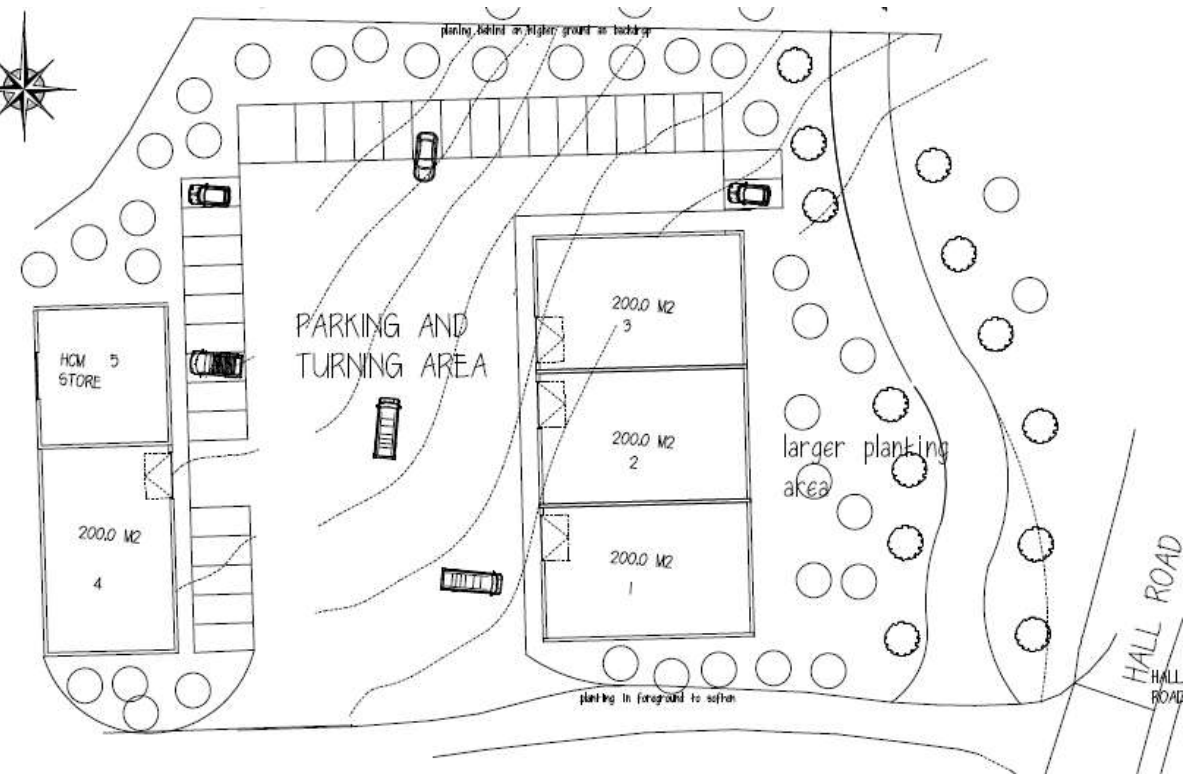 planing behind on higher ground as backdrop
200.0 M2
3
PARKING AND
TURNING AREA
HCM 5
STORE
200.0 M2
2
larger planting
area
200.0 M2
4
200.0 M2
1
HALL ROAD
HALL
ROAD
planting in foreground to soften